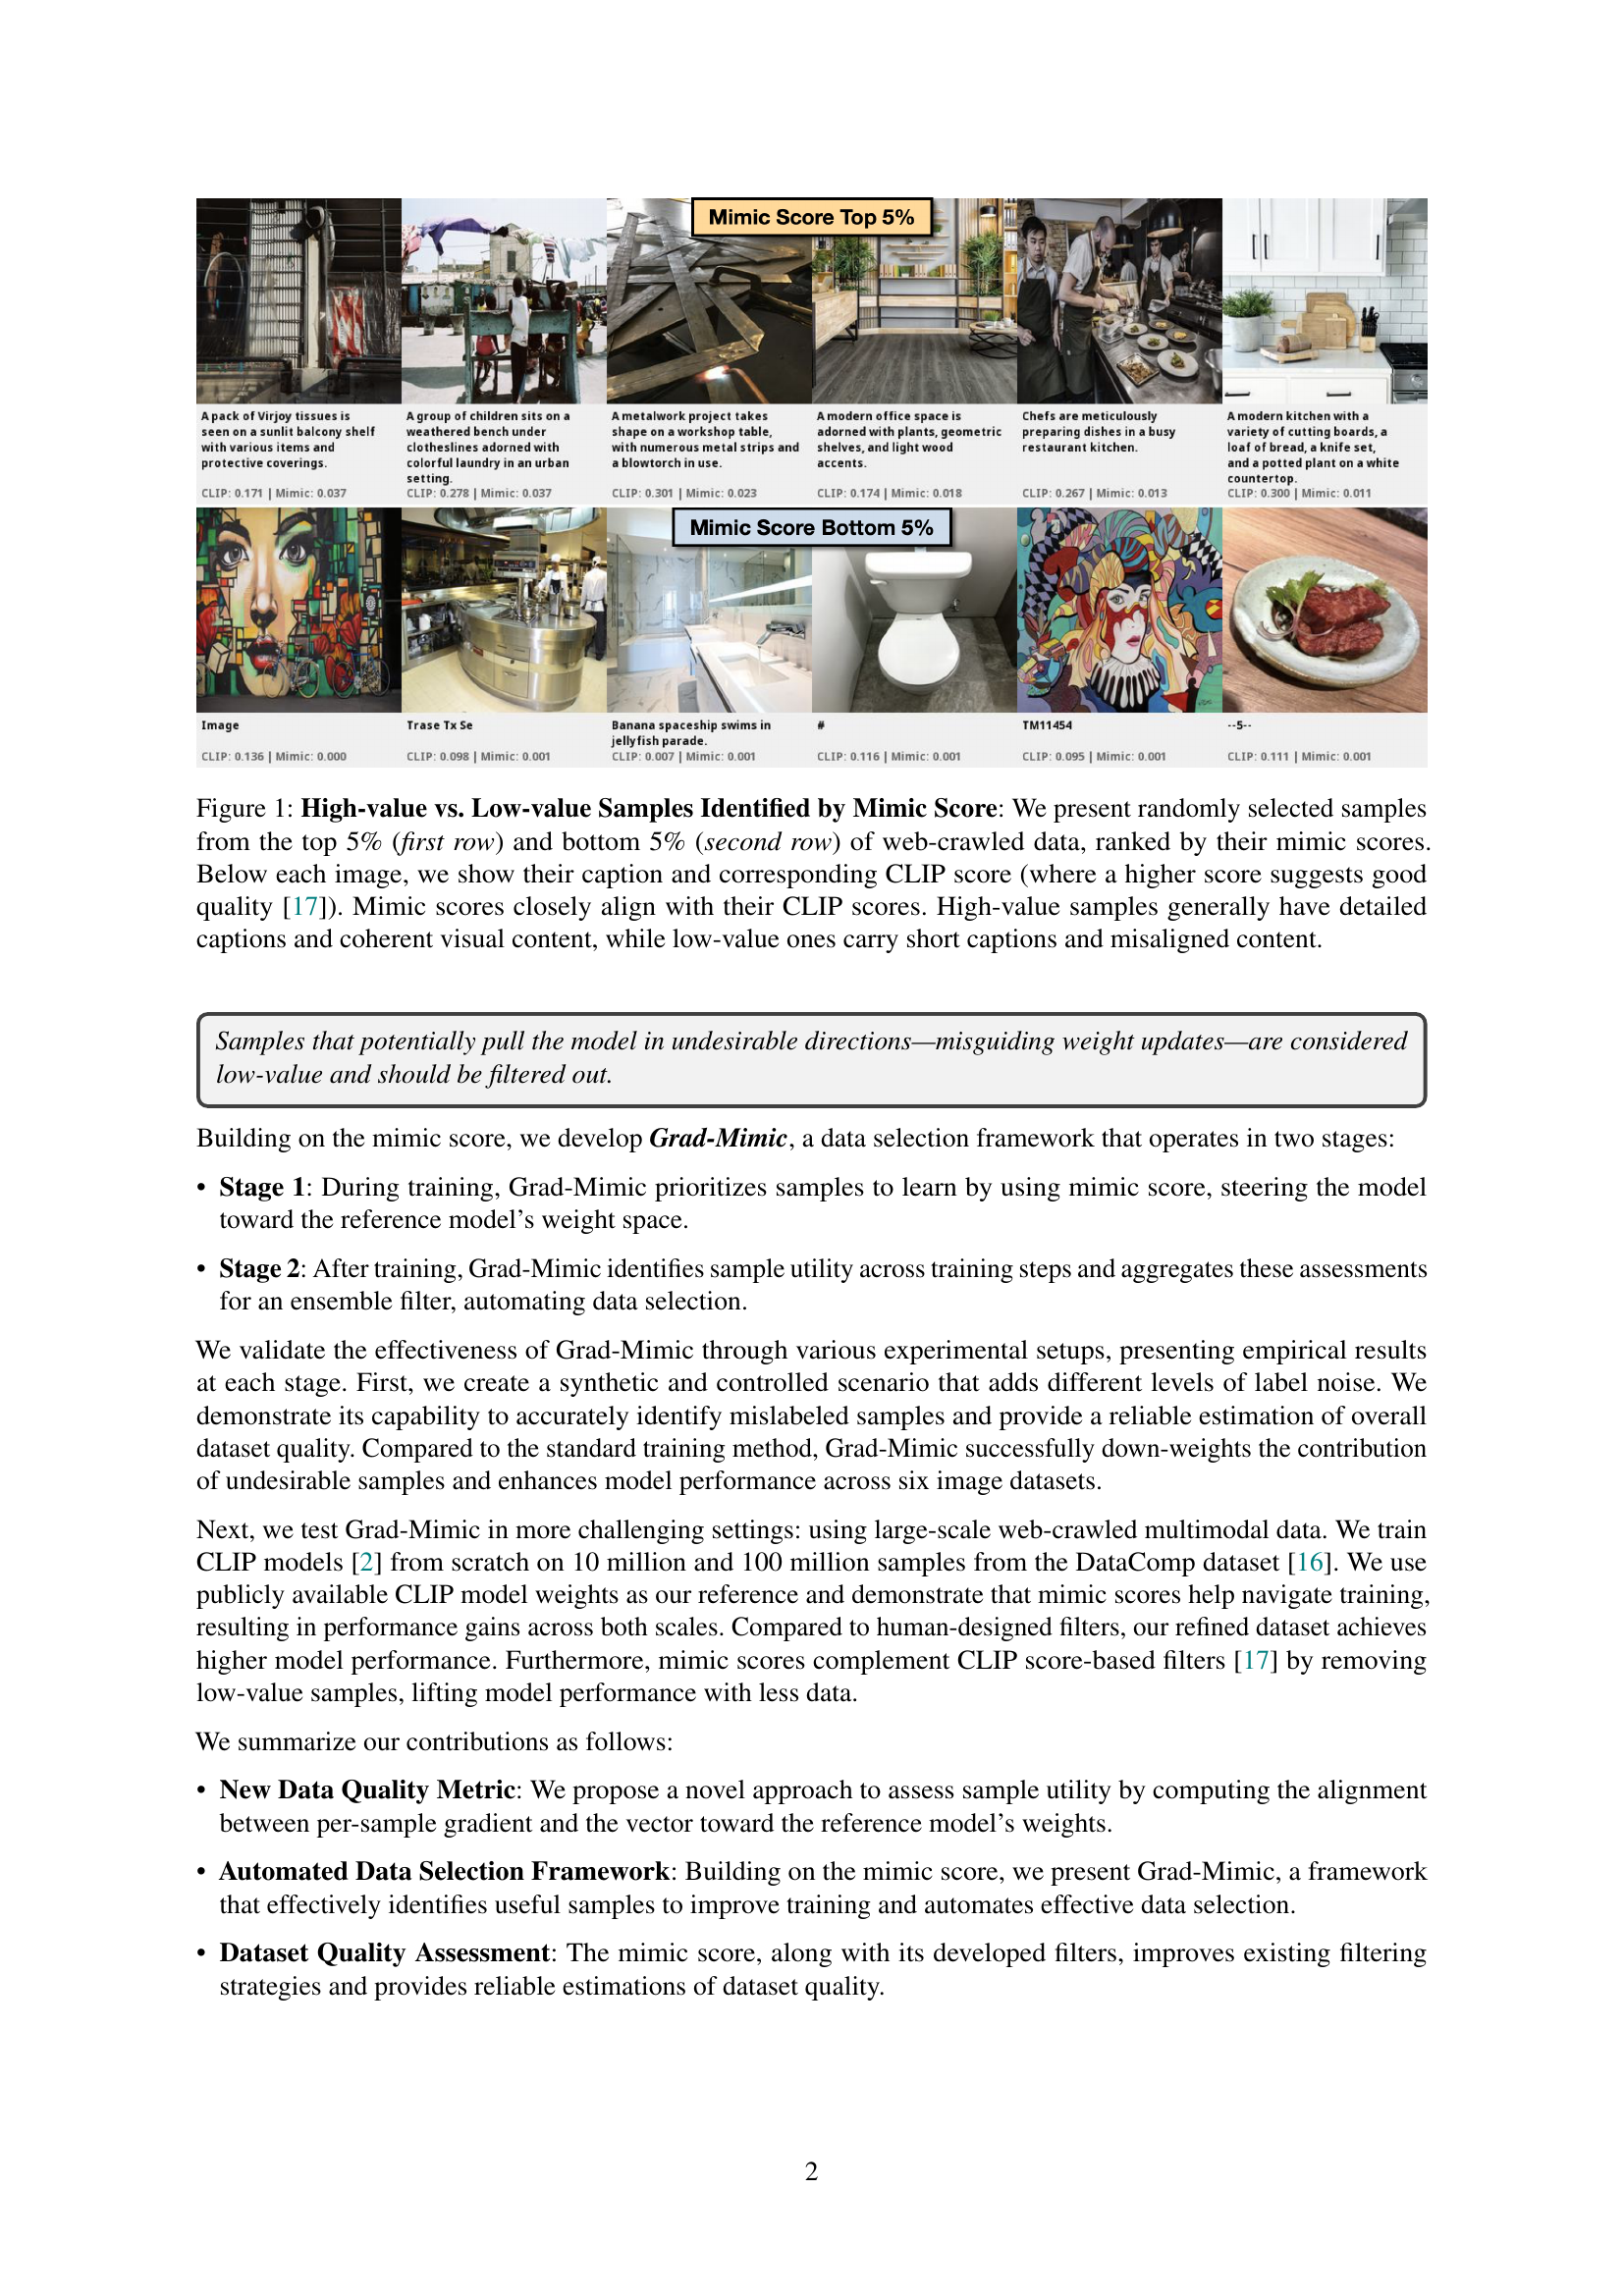 Mimic Score Top 5%
A pack of Virjoy tissues is
seen on a sunlit balcony shelf
with various items and
protective coverings.
CLIP: 0.171 | Mimic: 0.037
A group of children sits on a
weathered bench under
clotheslines adorned with
colorful laundry in an urban
setting.
CLIP: 0.278 | Mimic: 0.037
A metalwork project takes
shape on a workshop table,
with numerous metal strips and
a blowtorch in use.
CLIP: 0.301 | Mimic: 0.023
A modern office space is
adorned with plants, geometric
shelves, and light wood
accents.
CLIP: 0.174 | Mimic: 0.018
Chefs are meticulously
preparing dishes in a busy
restaurant kitchen.
CLIP: 0.267 | Mimic: 0.013
A modern kitchen with a
variety of cutting boards, a
loaf of bread, a knife set,
and a potted plant on a white
countertop.
CLIP: 0.300 | Mimic: 0.011
Mimic Score Bottom 5%
Image
CLIP: 0.136 | Mimic: 0.000
Trase Tx Se
CLIP: 0.098 | Mimic: 0.001
Banana spaceship swims in
jellyfish parade.
CLIP: 0.007 | Mimic: 0.001
#
CLIP: 0.116 | Mimic: 0.001
TM11454
CLIP: 0.095 | Mimic: 0.001
--5--
CLIP: 0.111 | Mimic: 0.001
Figure 1: High-value vs. Low-value Samples Identified by Mimic Score: We present randomly selected samples
from the top 5% (first row) and bottom 5% (second row) of web-crawled data, ranked by their mimic scores.
Below each image, we show their caption and corresponding CLIP score (where a higher score suggests good
quality [17]). Mimic scores closely align with their CLIP scores. High-value samples generally have detailed
captions and coherent visual content, while low-value ones carry short captions and misaligned content.
Samples that potentially pull the model in undesirable directions—misguiding weight updates—are considered
low-value and should be filtered out.
Building on the mimic score, we develop Grad-Mimic, a data selection framework that operates in two stages:
• Stage 1: During training, Grad-Mimic prioritizes samples to learn by using mimic score, steering the model
toward the reference model's weight space.
• Stage 2: After training, Grad-Mimic identifies sample utility across training steps and aggregates these assessments
for an ensemble filter, automating data selection.
We validate the effectiveness of Grad-Mimic through various experimental setups, presenting empirical results
at each stage. First, we create a synthetic and controlled scenario that adds different levels of label noise. We
demonstrate its capability to accurately identify mislabeled samples and provide a reliable estimation of overall
dataset quality. Compared to the standard training method, Grad-Mimic successfully down-weights the contribution
of undesirable samples and enhances model performance across six image datasets.
Next, we test Grad-Mimic in more challenging settings: using large-scale web-crawled multimodal data. We train
CLIP models [2] from scratch on 10 million and 100 million samples from the DataComp dataset [16]. We use
publicly available CLIP model weights as our reference and demonstrate that mimic scores help navigate training,
resulting in performance gains across both scales. Compared to human-designed filters, our refined dataset achieves
higher model performance. Furthermore, mimic scores complement CLIP score-based filters [17] by removing
low-value samples, lifting model performance with less data.
We summarize our contributions as follows:
• New Data Quality Metric: We propose a novel approach to assess sample utility by computing the alignment
between per-sample gradient and the vector toward the reference model's weights.
• Automated Data Selection Framework: Building on the mimic score, we present Grad-Mimic, a framework
that effectively identifies useful samples to improve training and automates effective data selection.
• Dataset Quality Assessment: The mimic score, along with its developed filters, improves existing filtering
strategies and provides reliable estimations of dataset quality.
2